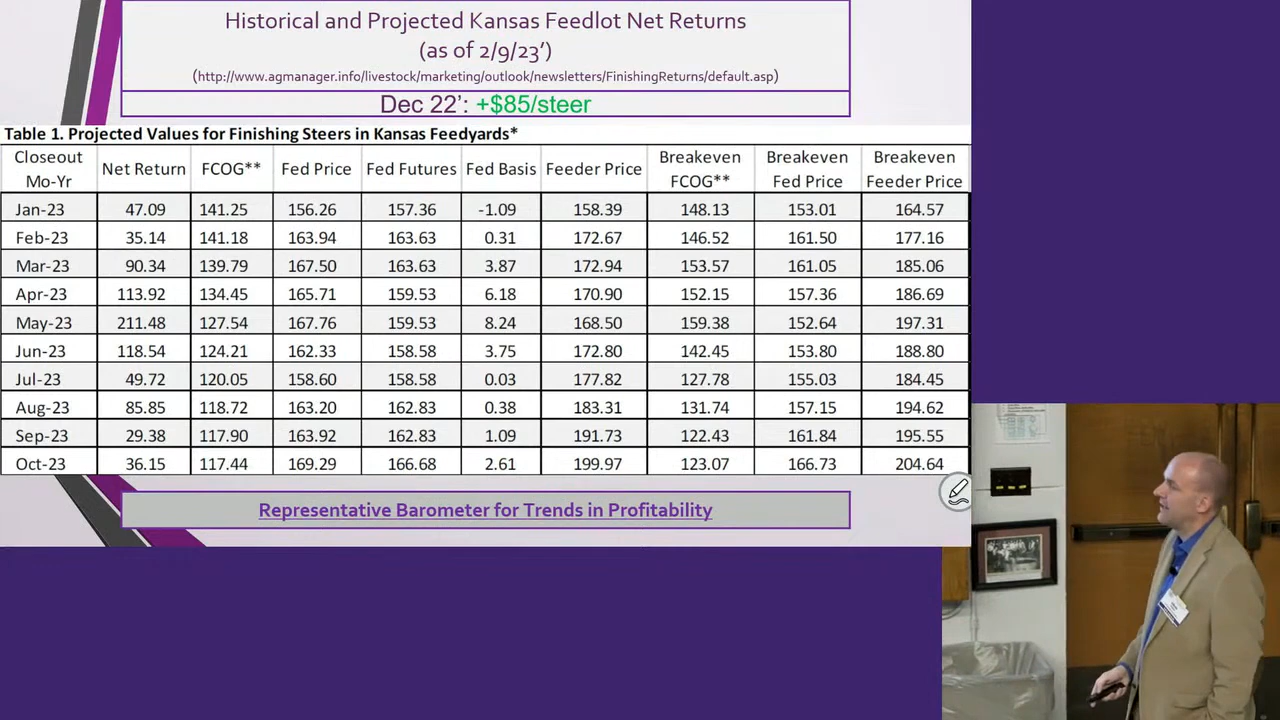 Historical and Projected Kansas Feedlot Net Returns
(as of 2/9/23')
(http://www.agmanager.info/livestock/marketing/outlook/newsletters/FinishingReturns/default.asp)
Dec 22': +$85/steer
Table 1. Projected Values for Finishing Steers in Kansas Feedyards*
Closeout Mo-Yr Net Return FCOG** Fed Price Fed Futures Fed Basis Feeder Price Breakeven FCOG** Breakeven Fed Price Breakeven Feeder Price
Jan-23 47.09 141.25 156.26 157.36 -1.09 158.39 148.13 153.01 164.57
Feb-23 35.14 141.18 163.94 163.63 0.31 172.67 146.52 161.50 177.16
Mar-23 90.34 139.79 167.50 163.63 3.87 172.94 153.57 161.05 185.06
Apr-23 113.92 134.45 165.71 159.53 6.18 170.90 152.15 157.36 186.69
May-23 211.48 127.54 167.76 159.53 8.24 168.50 159.38 152.64 197.31
Jun-23 118.54 124.21 162.33 158.58 3.75 172.80 142.45 153.80 188.80
Jul-23 49.72 120.05 158.60 158.58 0.03 177.82 127.78 155.03 184.45
Aug-23 85.85 118.72 163.20 162.83 0.38 183.31 131.74 157.15 194.62
Sep-23 29.38 117.90 163.92 162.83 1.09 191.73 122.43 161.84 195.55
Oct-23 36.15 117.44 169.29 166.68 2.61 199.97 123.07 166.73 204.64
Representative Barometer for Trends in Profitability